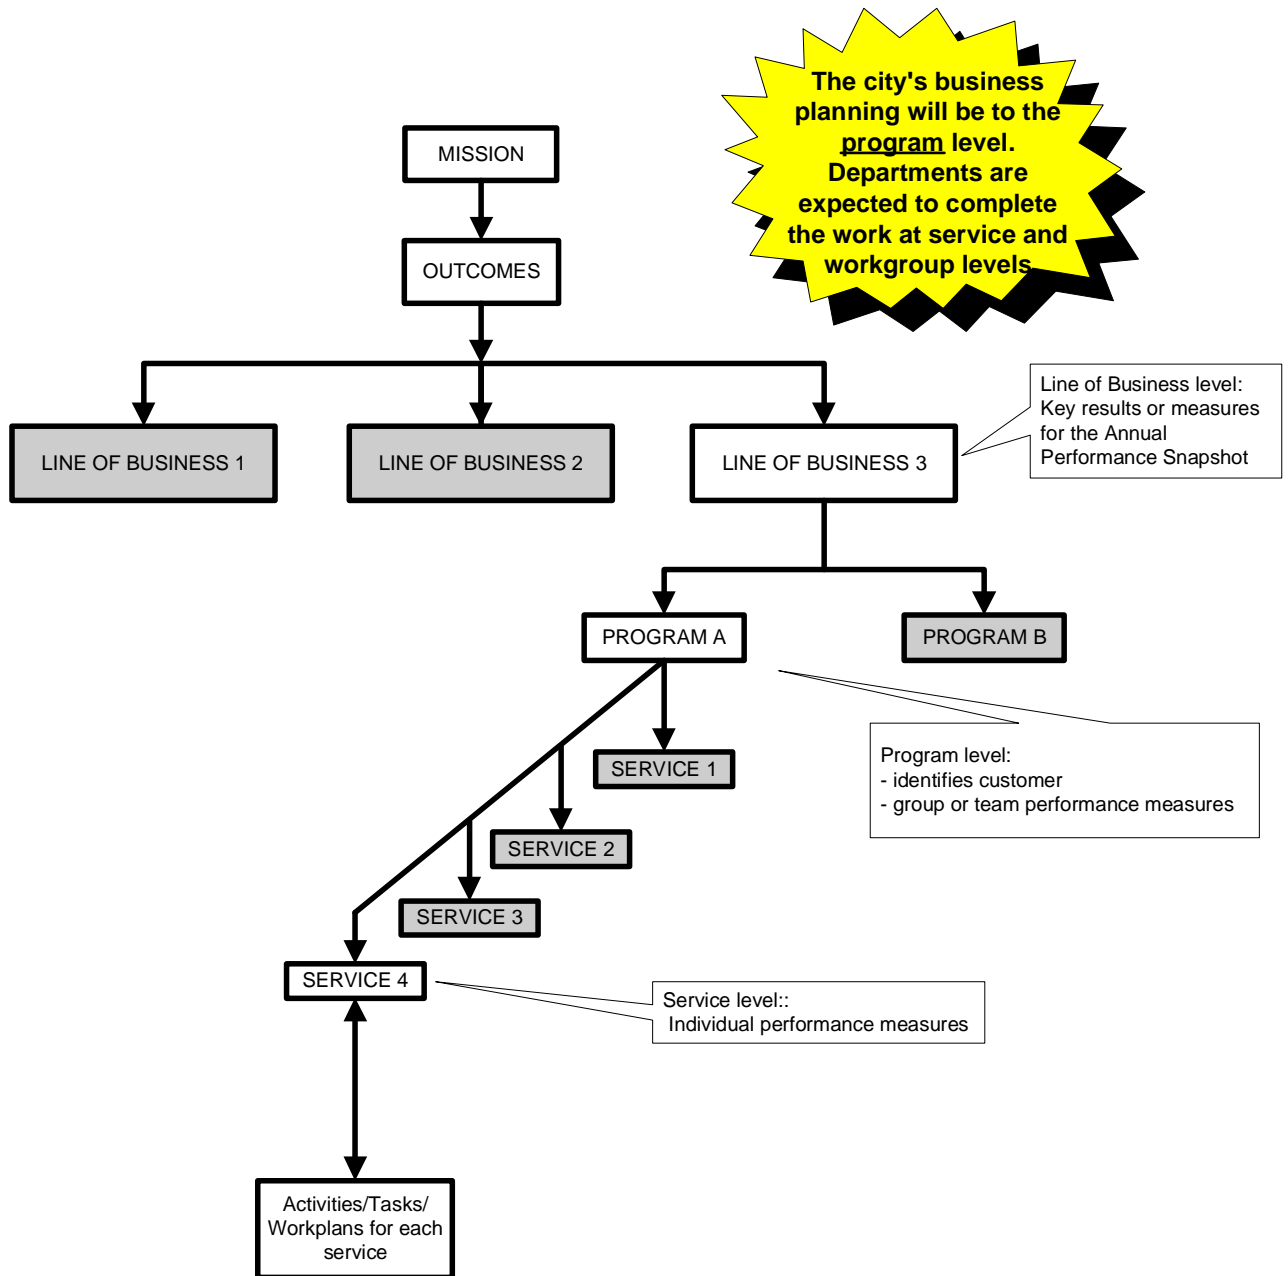 The city's business
planning will be to the
program level.
Departments are
expected to complete
the work at service and
workgroup levels
MISSION
OUTCOMES
Line of Business level:
Key results or measures
for the Annual
Performance Snapshot
LINE OF BUSINESS 1
LINE OF BUSINESS 2
LINE OF BUSINESS 3
PROGRAM A
PROGRAM B
Program level:
- identifies customer
- group or team performance measures
SERVICE 1
SERVICE 2
SERVICE 3
SERVICE 4
Service level::
Individual performance measures
Activities/Tasks/
Workplans for each
service